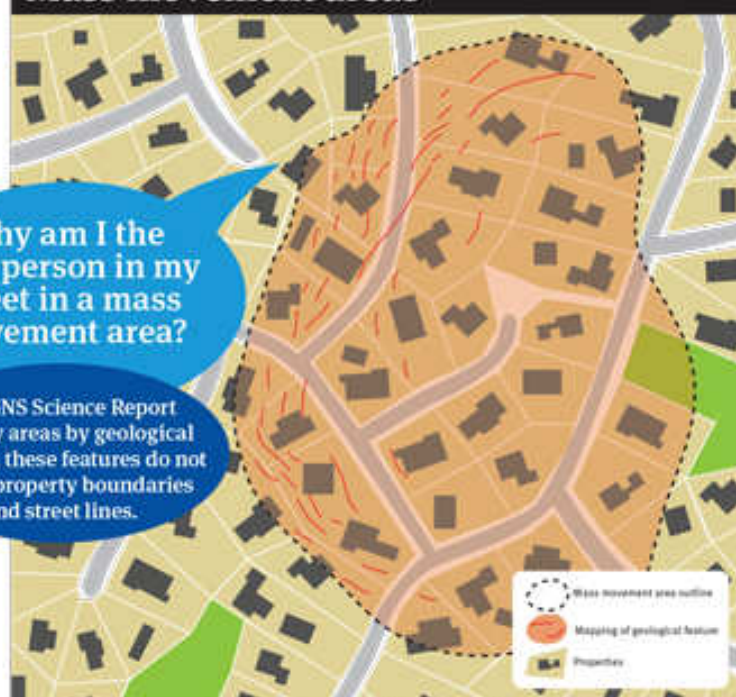 hy am I the
person in my
et in a mass
vement area?
NS Science Report
y areas by geological
these features do not
property boundaries
nd street lines.
Mass movement area outline
Mapping of geological feature
Properties